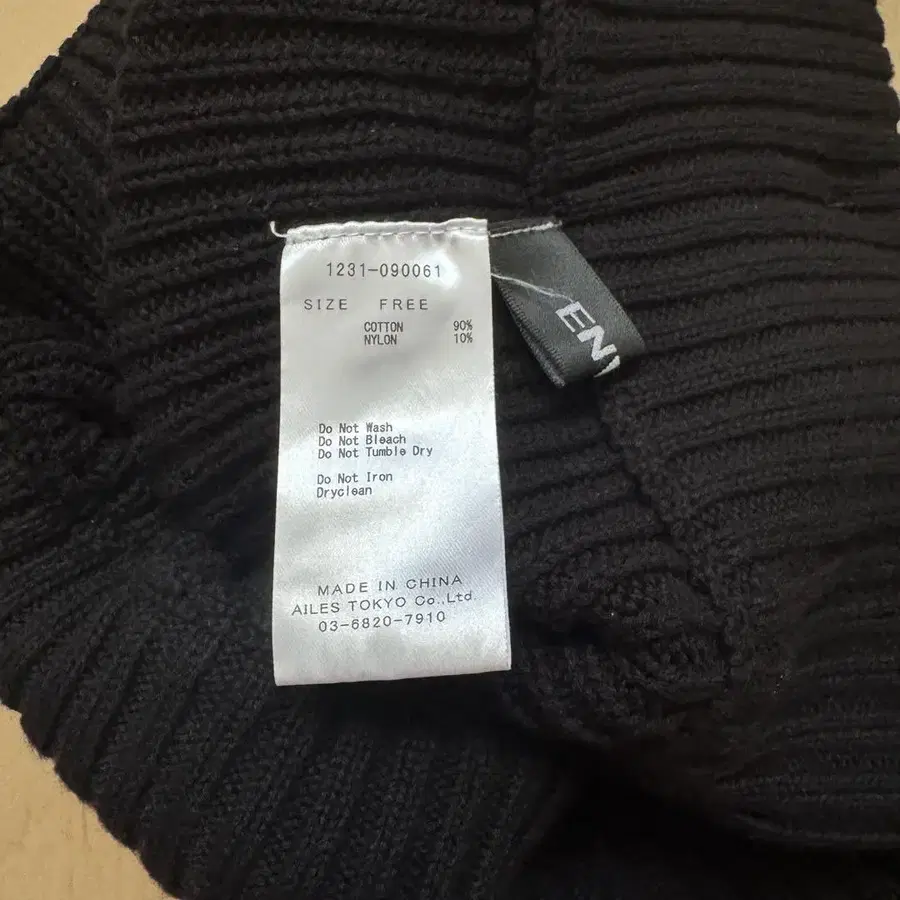 1231-090061
SIZE FREE
COTTON 90%
NYLON 10%
Do Not Wash
Do Not Bleach
Do Not Tumble Dry
Do Not Iron
Dryclean
MADE IN CHINA
AILES TOKYO Co.,Ltd.
03-6820-7910